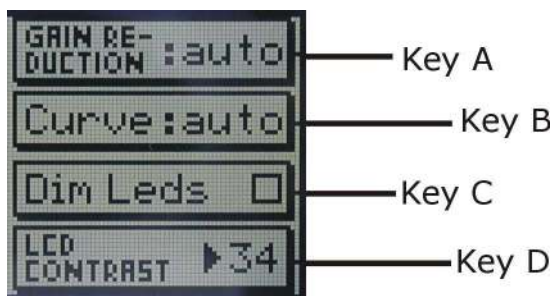 GAIN RE-
DUCTION :auto
Key A
Curve:auto
Key B
Dim Leds
Key C
LCD
CONTRAST ▶34
Key D